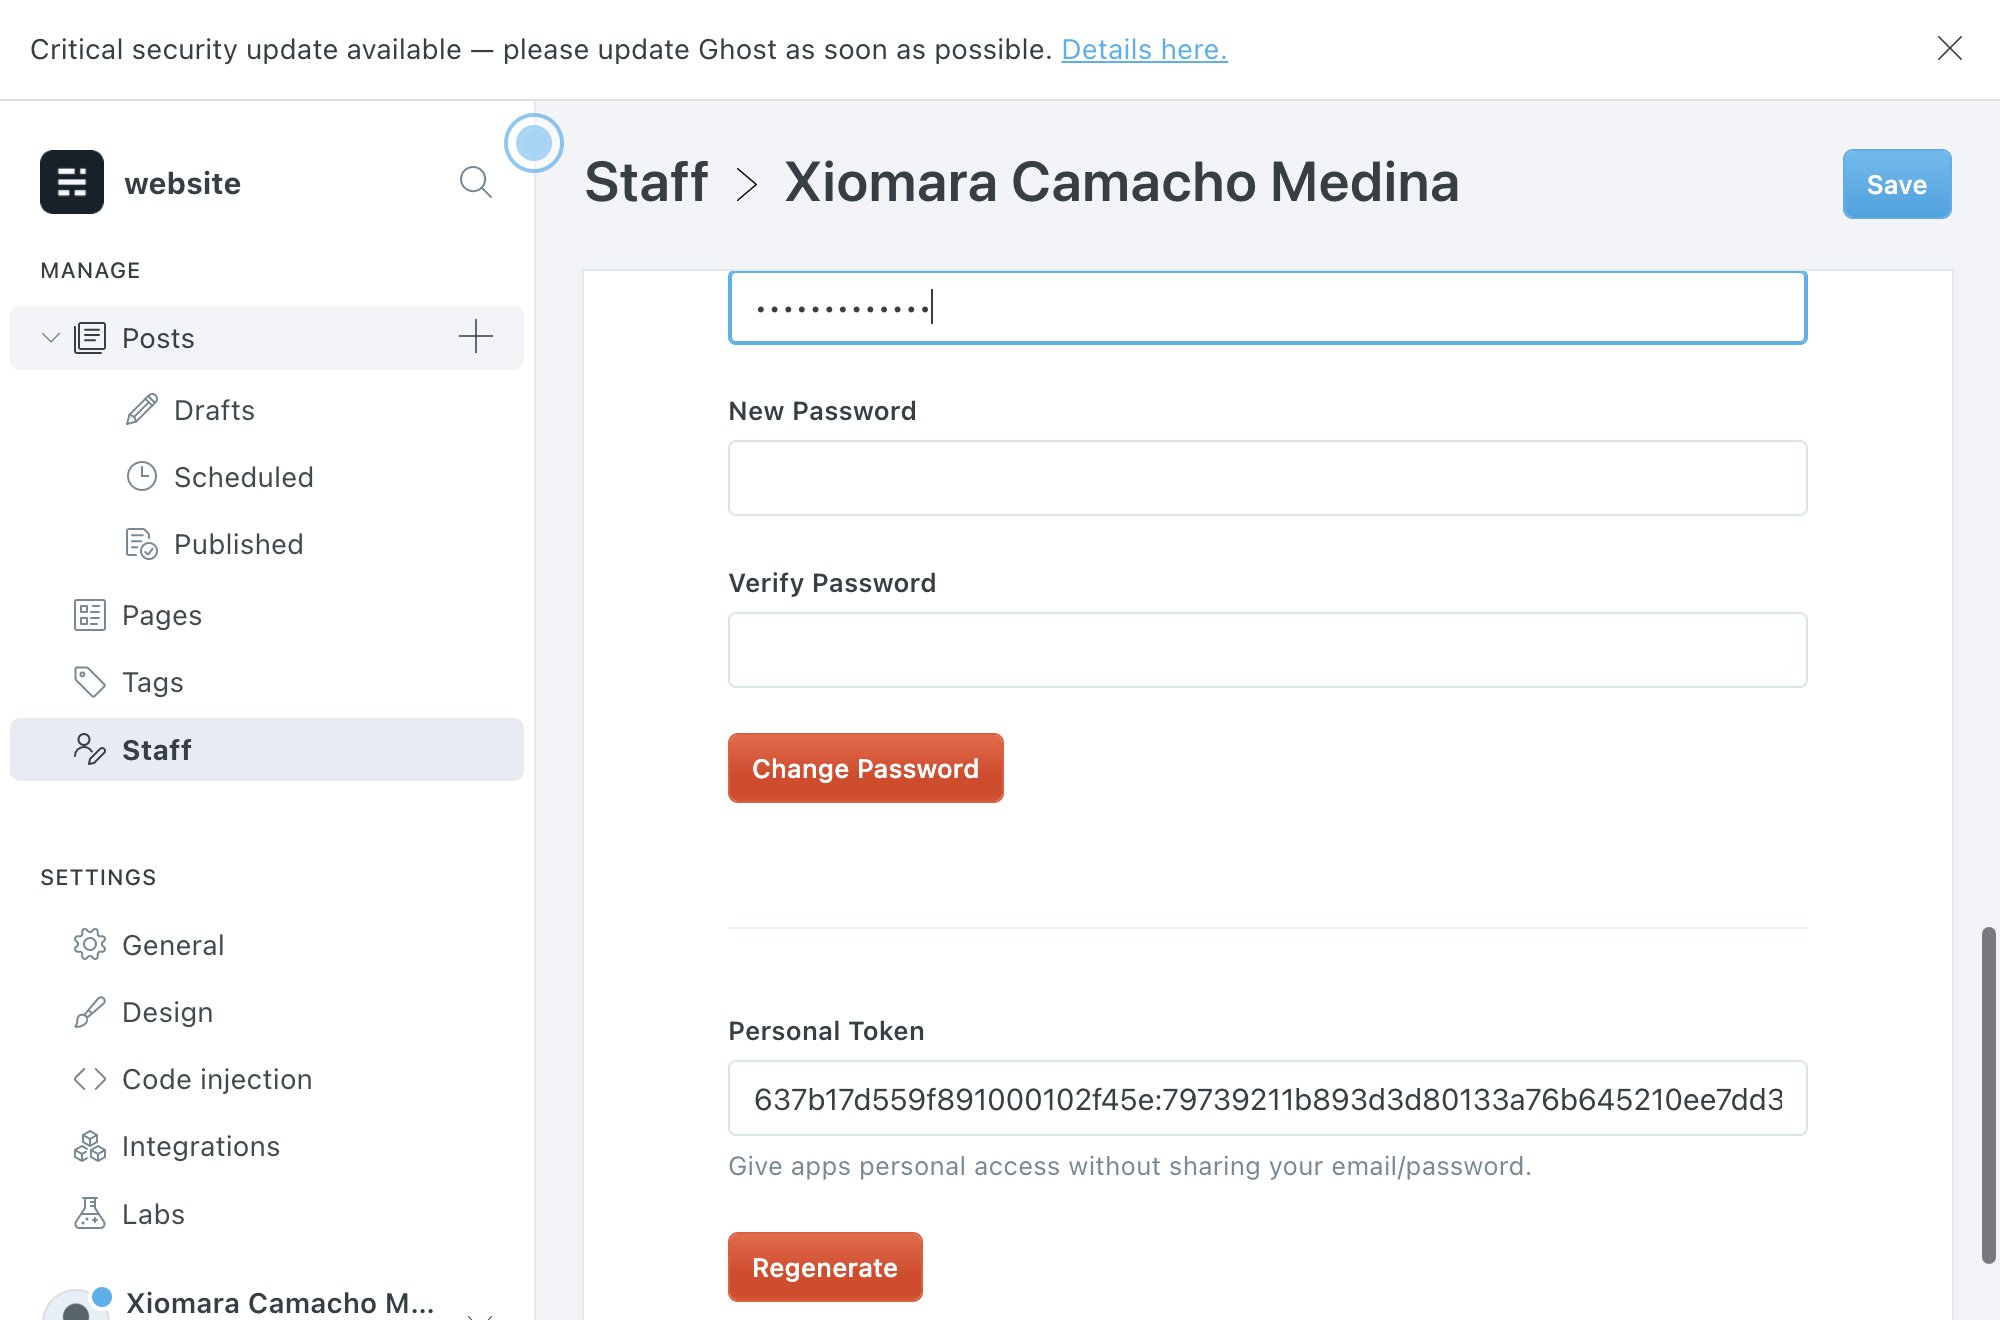 Critical security update available — please update Ghost as soon as possible. Details here.
website
MANAGE
Posts
Drafts
Scheduled
Published
Pages
Tags
Staff
SETTINGS
General
Design
Code injection
Integrations
Labs
Xiomara Camacho M...
Staff > Xiomara Camacho Medina
Save
New Password
Verify Password
Change Password
Personal Token
637b17d559f891000102f45e:79739211b893d3d80133a76b645210ee7dd3
Give apps personal access without sharing your email/password.
Regenerate